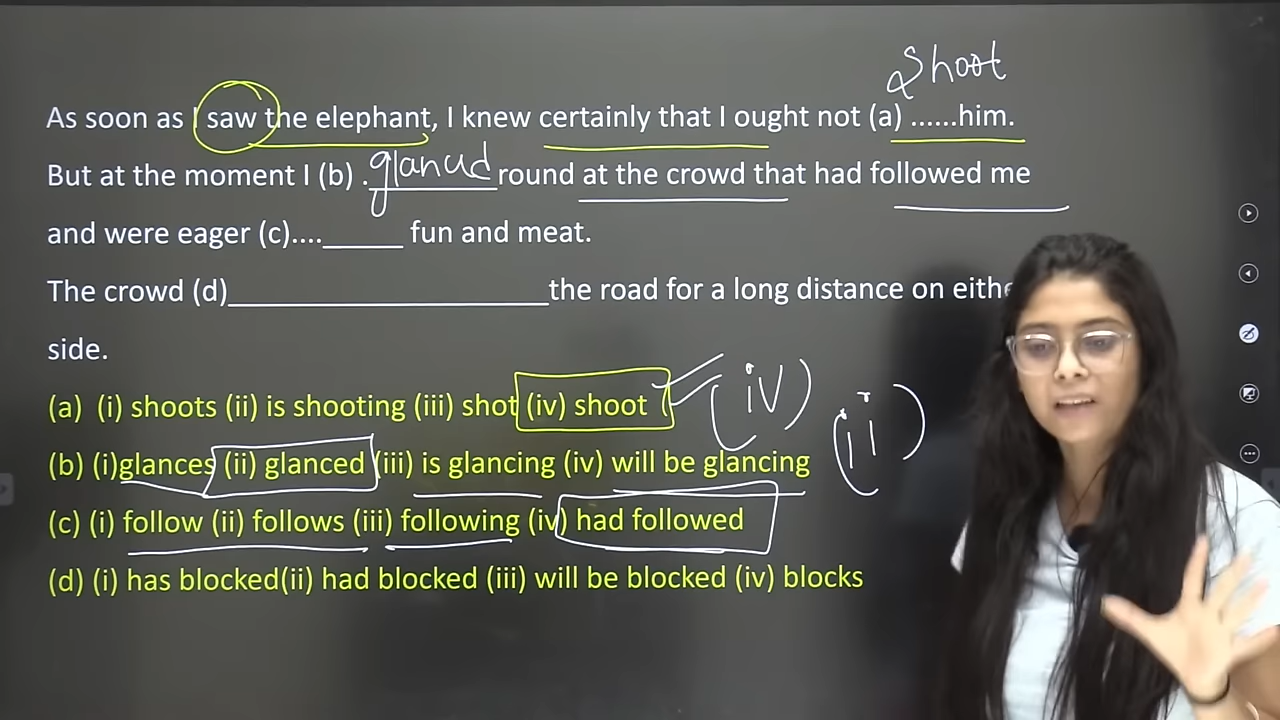 shoot
As soon as I saw the elephant, I knew certainly that I ought not (a) ......him.
But at the moment I (b) .glanced round at the crowd that had followed me
and were eager (c)....______ fun and meat.
The crowd (d)_____________________the road for a long distance on eithe
side.
(a) (i) shoots (ii) is shooting (iii) shot (iv) shoot ( (iv)
(b) (i)glances (ii) glanced (iii) is glancing (iv) will be glancing (ii)
(c) (i) follow (ii) follows (iii) following (iv) had followed
(d) (i) has blocked(ii) had blocked (iii) will be blocked (iv) blocks